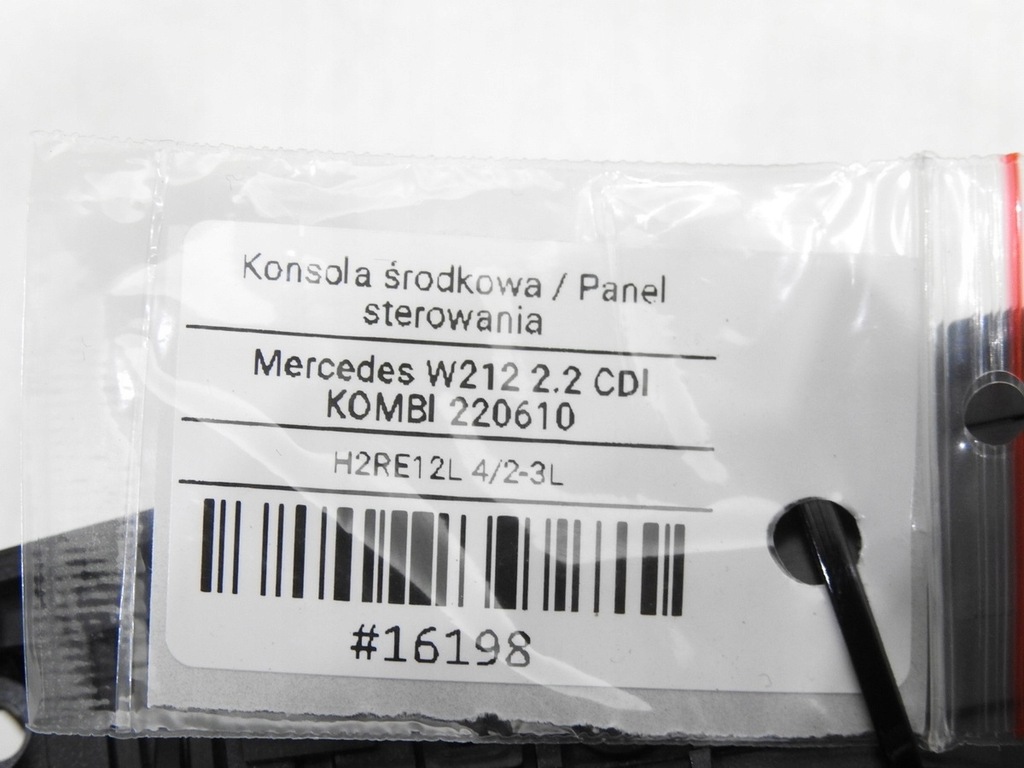 Konsola środkowa / Panel
sterowania
Mercedes W212 2.2 CDI
KOMBI 220610
H2RE12L 4/2-3L
#16198